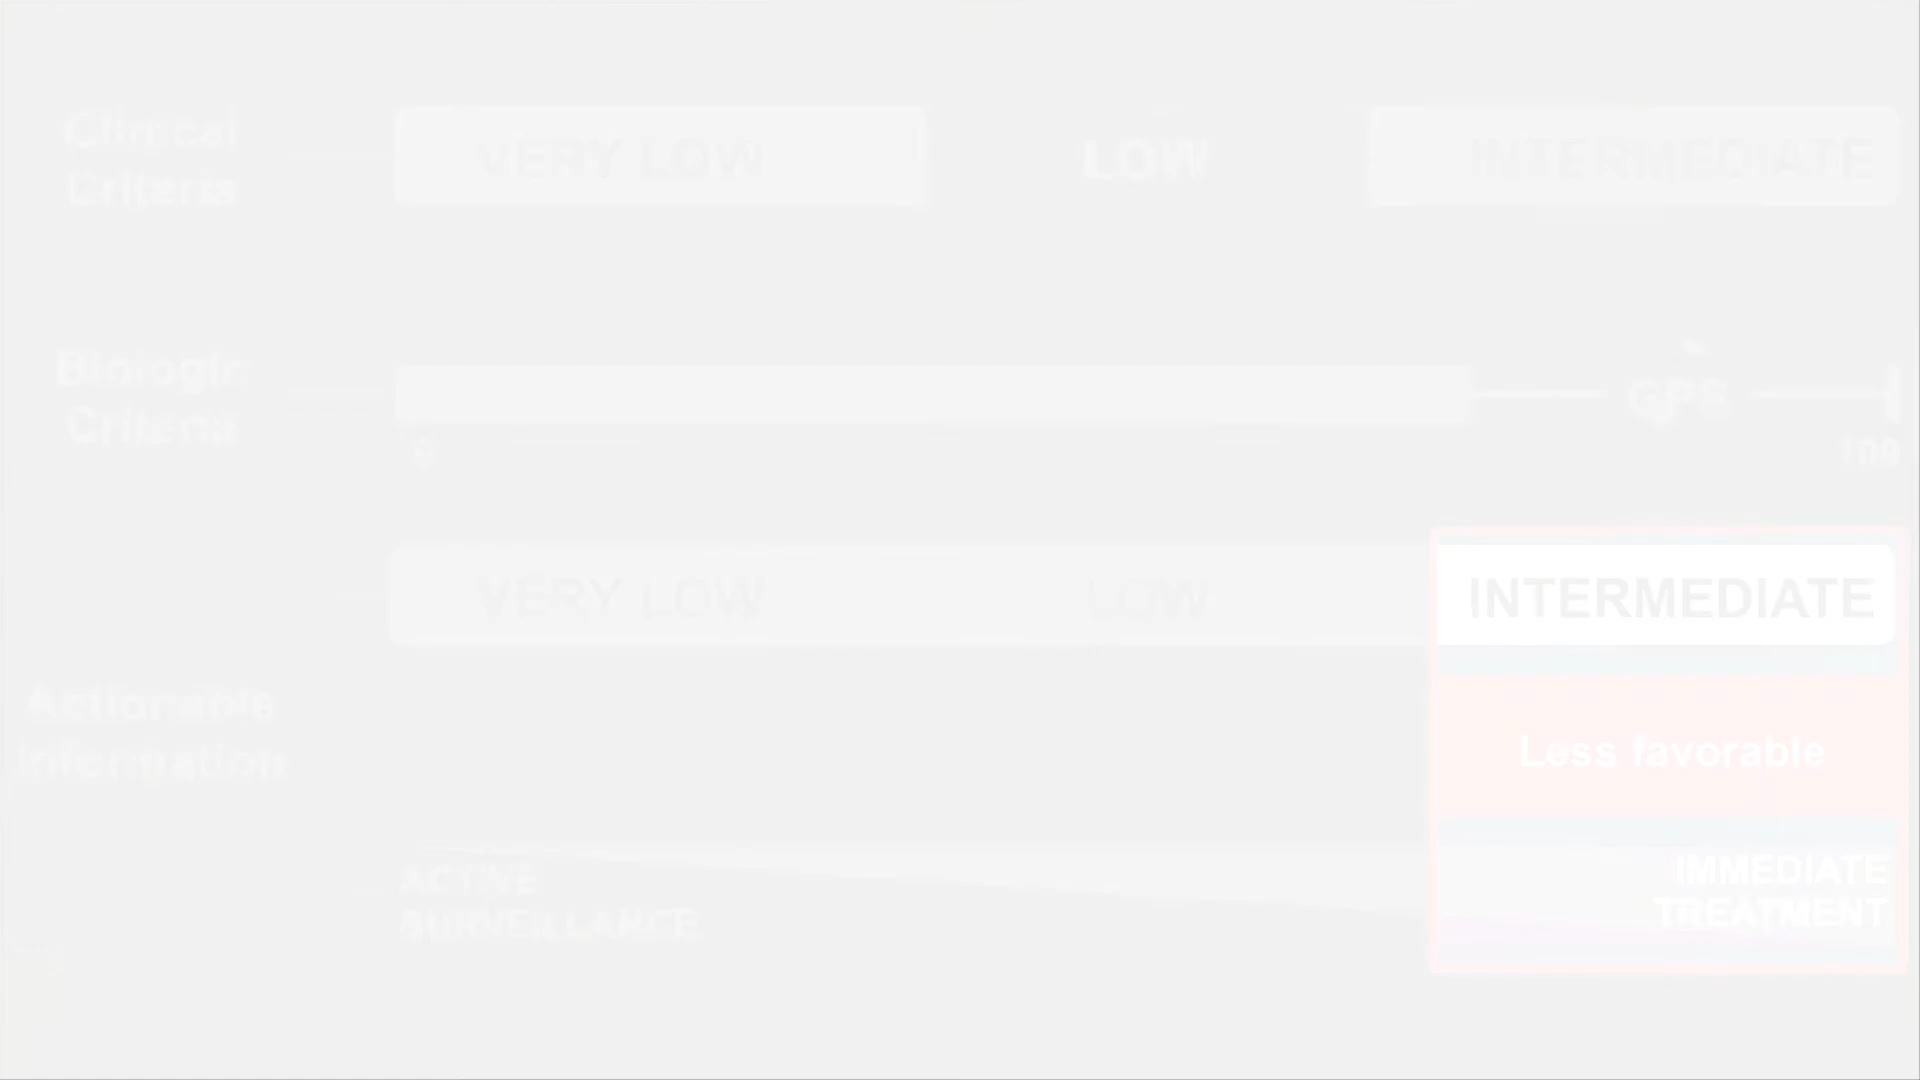 Clinical
Criteria
VERY LOW
LOW
INTERMEDIATE
Biologic
Criteria
GPS
0
100
VERY LOW
LOW
INTERMEDIATE
Actionable
Information
Less favorable
ACTIVE
SURVEILLANCE
IMMEDIATE
TREATMENT